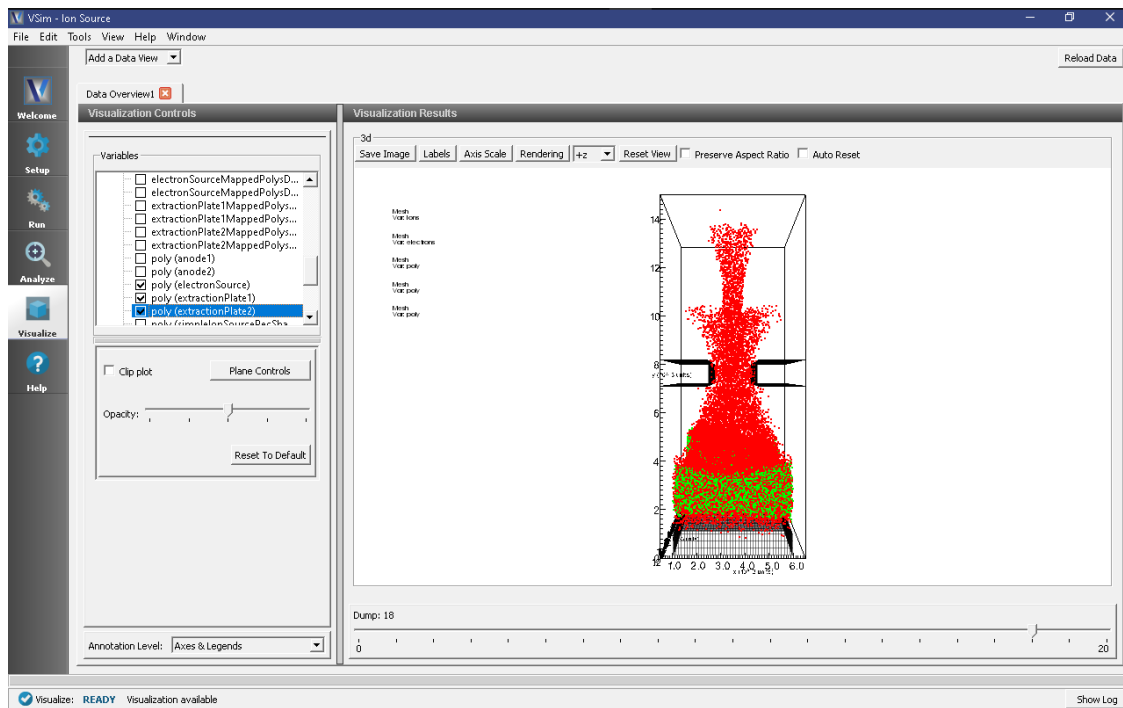 VSim - Ion Source
File Edit Tools View Help Window
Add a Data View
Reload Data
Data Overview1
Welcome
Setup
Run
Analyze
Visualize
Help
Visualization Controls
Variables
electronSourceMappedPolysD...
electronSourceMappedPolysD...
extractionPlate1MappedPolys...
extractionPlate1MappedPolys...
extractionPlate2MappedPolys...
extractionPlate2MappedPolys...
poly (anode1)
poly (anode2)
poly (electronSource)
poly (extractionPlate1)
poly (extractionPlate2)
Clip plot
Plane Controls
Opacity:
Reset To Default
Annotation Level: Axes & Legends
Visualization Results
3d
Save Image Labels Axis Scale Rendering +z Reset View Preserve Aspect Ratio Auto Reset
Mesh
Var: ions
Mesh
Var: electrons
Mesh
Var: poly
Mesh
Var: poly
Mesh
Var: poly
14
12
10
8
6
4
2
1.0 2.0 3.0 4.0 5.0 6.0
Dump: 18
0
20
Visualize: READY Visualization available
Show Log